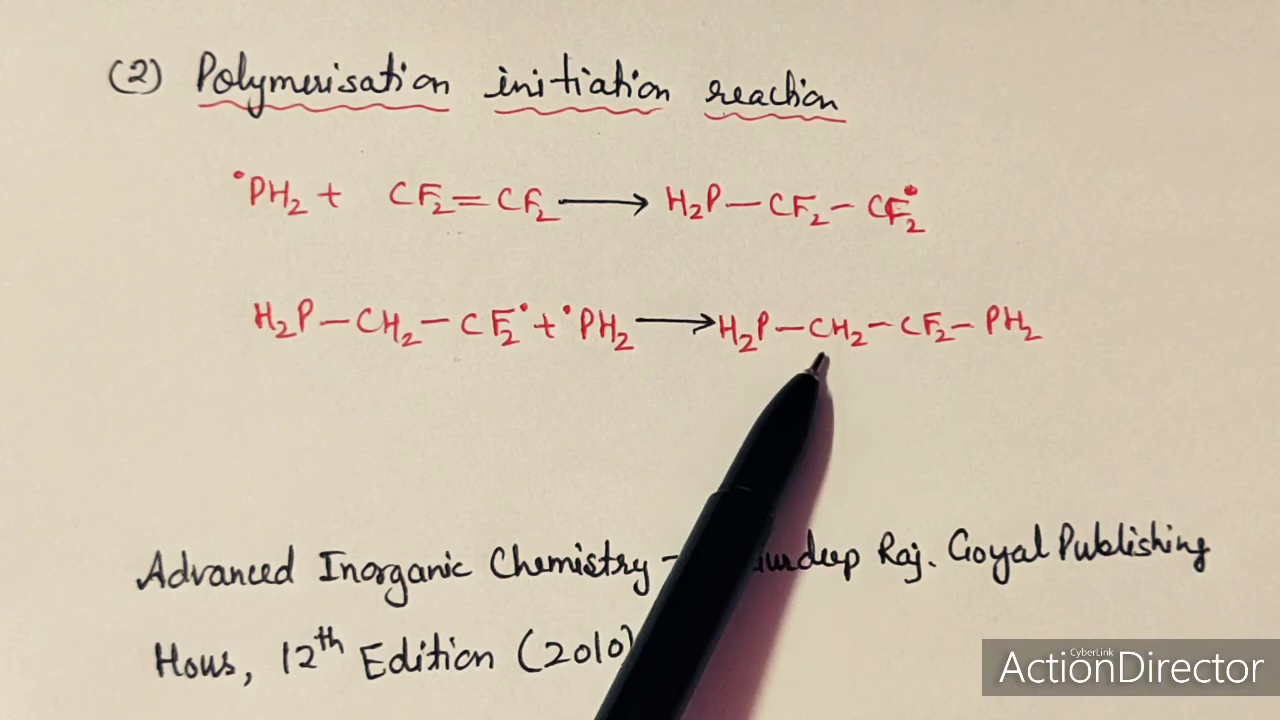 (2) Polymerisation initiation reaction
•PH₂ + CF₂=CF₂ ⟶ H₂P—CF₂—CF₂•
H₂P—CH₂—CF₂• + •PH₂ ⟶ H₂P—CH₂—CF₂—PH₂
Advanced Inorganic Chemistry - Raj. Goyal Publishing
Hous, 12th Edition (2010)
CyberLink
ActionDirector